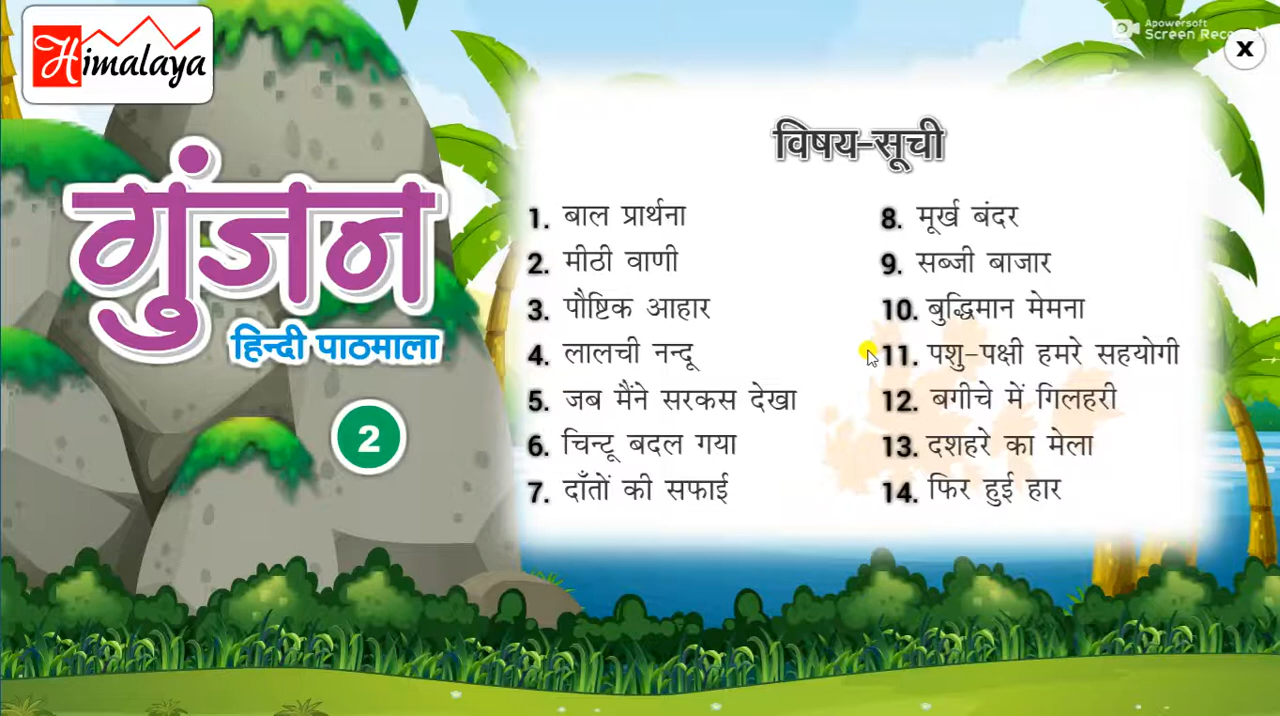 Himalaya
Apowersoft
Screen Rec
X
गुंजन
हिन्दी पाठमाला
2
विषय-सूची
1. बाल प्रार्थना
2. मीठी वाणी
3. पौष्टिक आहार
4. लालची नन्दू
5. जब मैंने सरकस देखा
6. चिन्टू बदल गया
7. दाँतों की सफाई
8. मूर्ख बंदर
9. सब्जी बाजार
10. बुद्धिमान मेमना
11. पशु-पक्षी हमरे सहयोगी
12. बगीचे में गिलहरी
13. दशहरे का मेला
14. फिर हुई हार